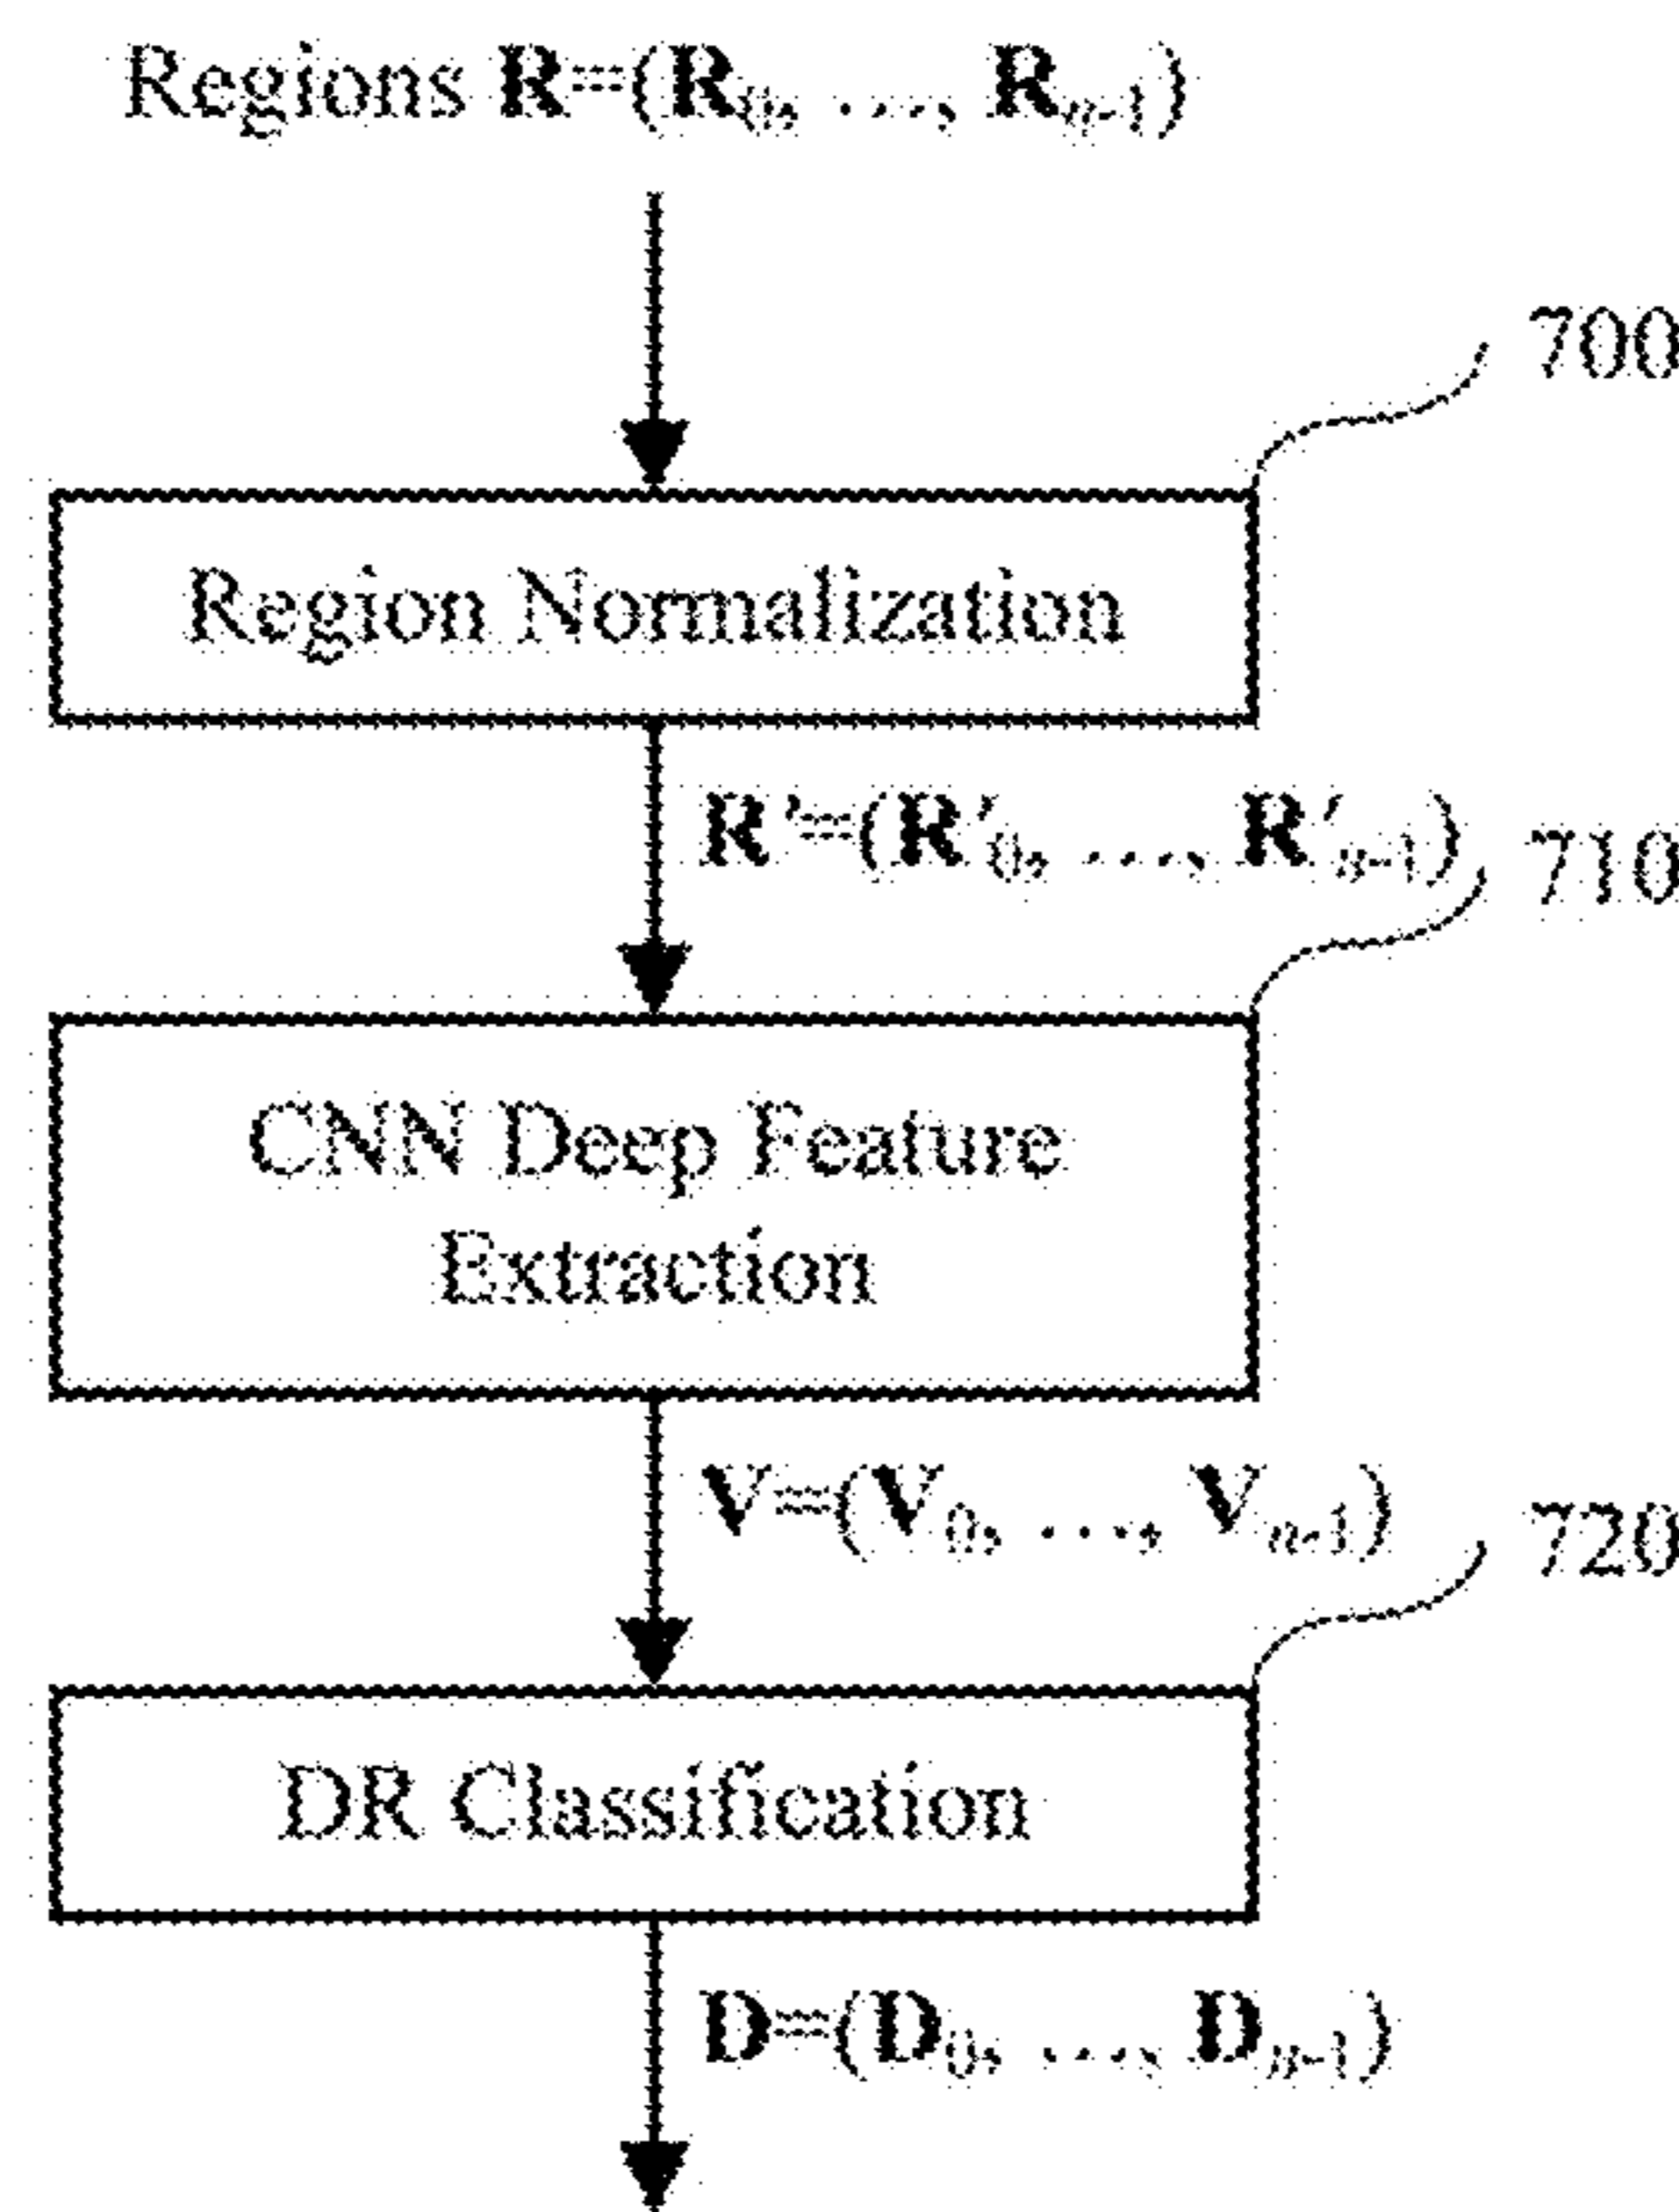 Regions R=(R₀, ..., Rₙ₋₁)
700
Region Normalization
R'=(R'₀, ..., R'ₙ₋₁)
710
CNN Deep Feature
Extraction
V=(V₀, ..., Vₙ₋₁)
720
DR Classification
D=(D₀, ..., Dₙ₋₁)